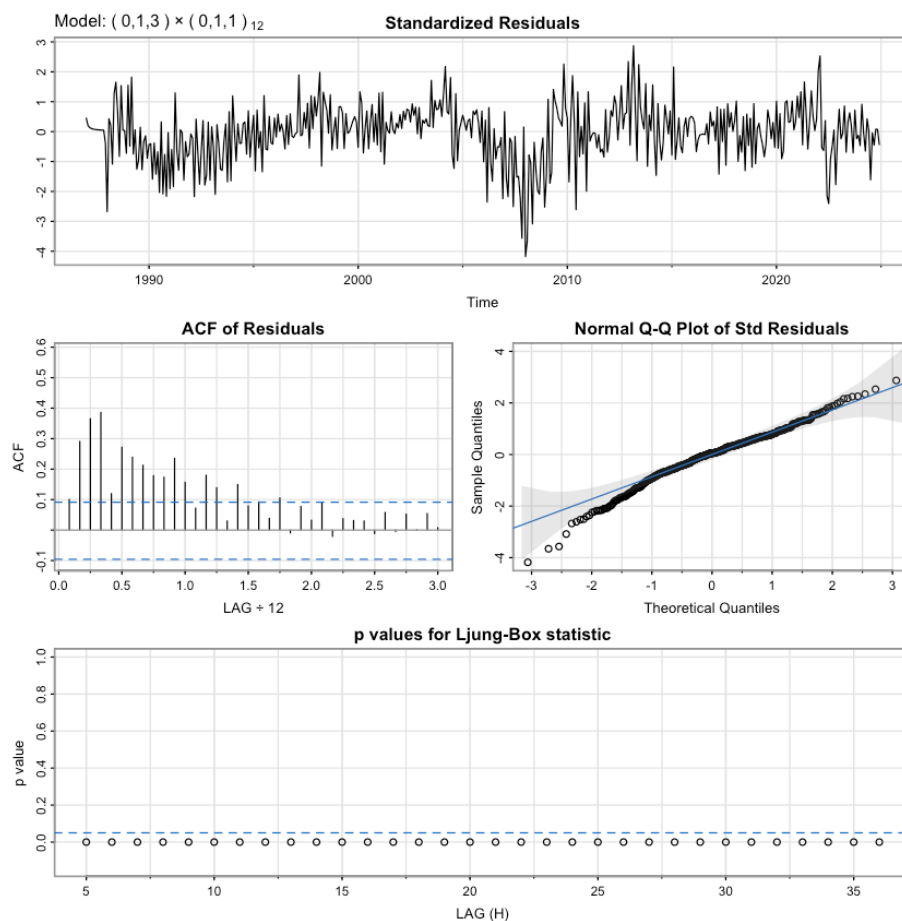 Model: ( 0,1,3 ) × ( 0,1,1 ) 12
Standardized Residuals
3
2
1
0
-1
-2
-3
-4
1990 2000 2010 2020
Time
ACF of Residuals
ACF
0.6
0.5
0.4
0.3
0.2
0.1
-0.1
0.0 0.5 1.0 1.5 2.0 2.5 3.0
LAG ÷ 12
Normal Q-Q Plot of Std Residuals
Sample Quantiles
4
2
0
-2
-4
-3 -2 -1 0 1 2 3
Theoretical Quantiles
p values for Ljung-Box statistic
p value
1.0
0.8
0.6
0.4
0.2
0.0
5 10 15 20 25 30 35
LAG (H)